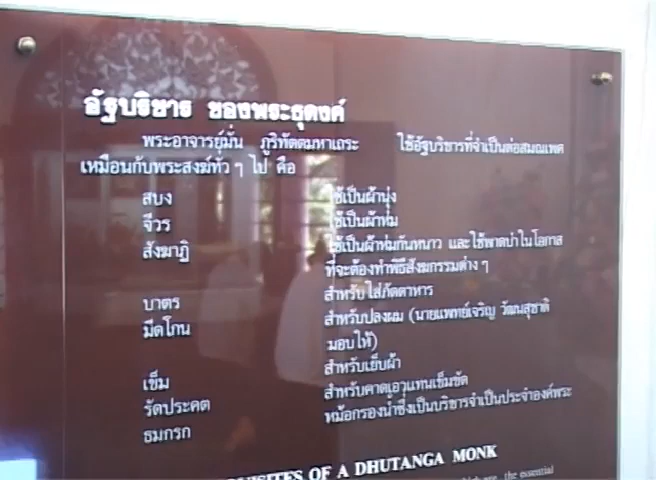 อัฐบริขาร ของพระธุดงค์
พระอาจารย์มั่น ภูริทัตตมหาเถระ ใช้อัฐบริขารที่จำเป็นต่อสมณเพศ
เหมือนกับพระสงฆ์ทั่ว ๆ ไป คือ
สบง ใช้เป็นผ้านุ่ง
จีวร ใช้เป็นผ้าห่ม
สังฆาฏิ ใช้เป็นผ้าห่มกันหนาว และใช้พาดบ่าในโอกาส
ที่จะต้องทำพิธีสังฆกรรมต่าง ๆ
บาตร สำหรับใส่ภัตตาหาร
มีดโกน สำหรับปลงผม (นายแพทย์เจริญ วัฒนสุชาติ
มอบให้)
เข็ม สำหรับเย็บผ้า
รัดประคต สำหรับคาดเอวแทนเข็มขัด
ธมกรก หม้อกรองน้ำซึ่งเป็นบริขารจำเป็นประจำองค์พระ
OF A DHUTANGA MONK
the essential